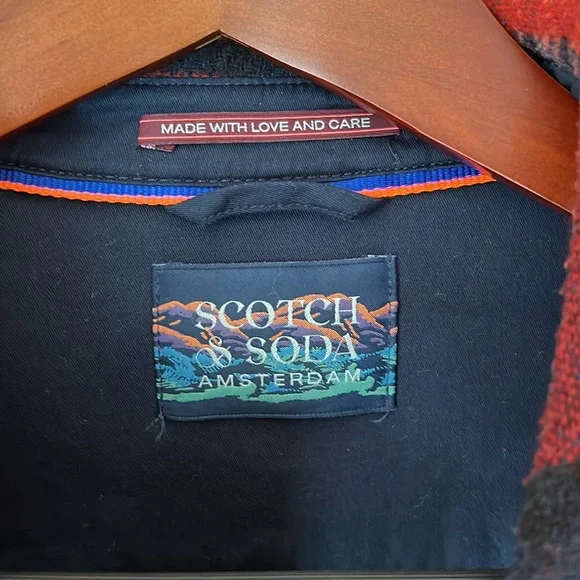 MADE WITH LOVE AND CARE
SCOTCH
& SODA
AMSTERDAM